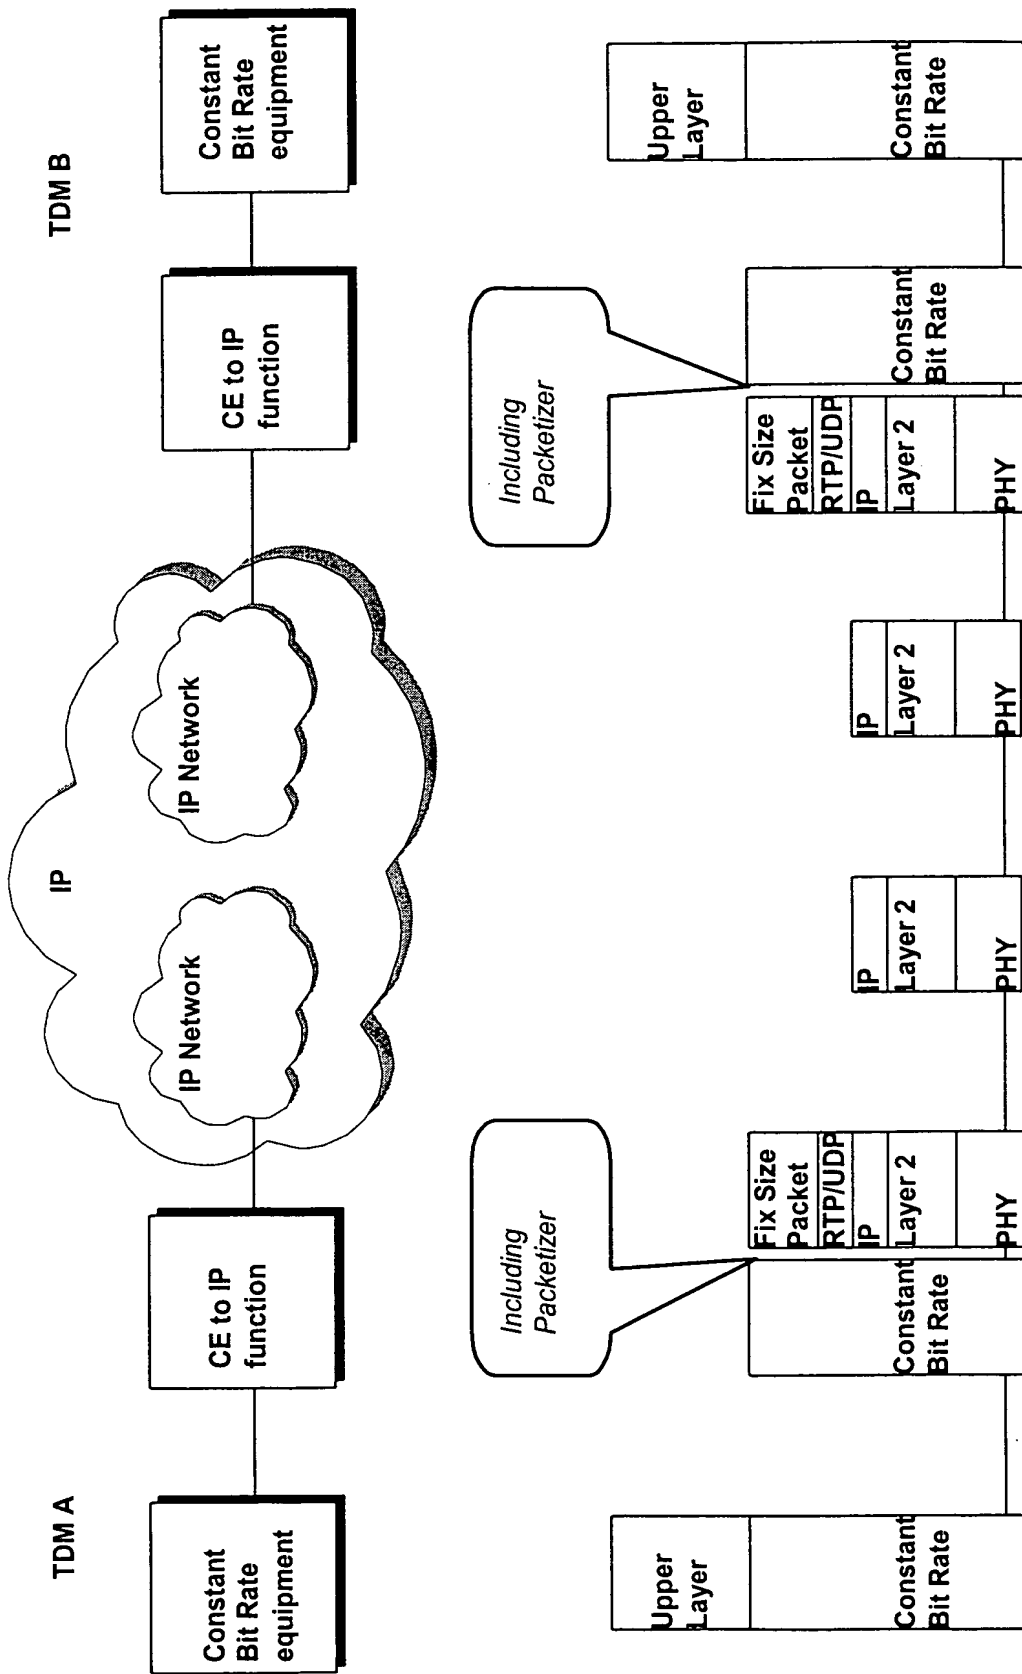 TDM A
TDM B
Constant
Bit Rate
equipment
CE to IP
function
IP
IP Network
IP Network
CE to IP
function
Constant
Bit Rate
equipment
Including
Packetizer
Including
Packetizer
Upper
Layer
Constant
Bit Rate
Constant
Bit Rate
Fix Size
Packet
RTP/UDP
IP
Layer 2
PHY
IP
Layer 2
PHY
IP
Layer 2
PHY
Fix Size
Packet
RTP/UDP
IP
Layer 2
PHY
Constant
Bit Rate
Upper
Layer
Constant
Bit Rate